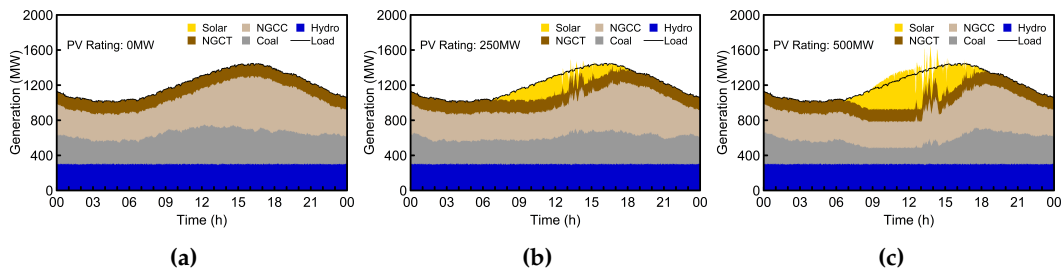 2000
1600
1200
800
400
0
Generation (MW)
PV Rating: 0MW
Solar NGCC Hydro
NGCT Coal Load
00 03 06 09 12 15 18 21 00
Time (h)
(a)
2000
1600
1200
800
400
0
Generation (MW)
PV Rating: 250MW
Solar NGCC Hydro
NGCT Coal Load
00 03 06 09 12 15 18 21 00
Time (h)
(b)
2000
1600
1200
800
400
0
Generation (MW)
PV Rating: 500MW
Solar NGCC Hydro
NGCT Coal Load
00 03 06 09 12 15 18 21 00
Time (h)
(c)